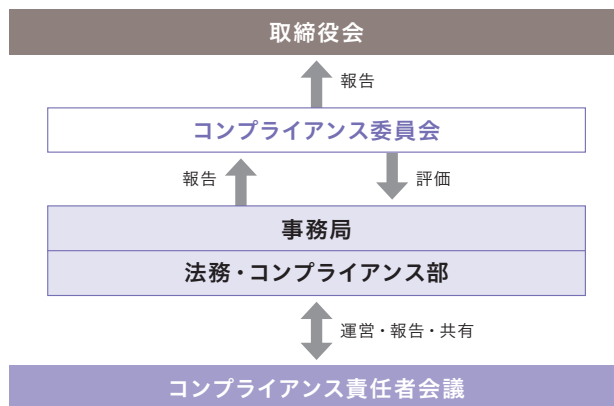 取締役会
報告
コンプライアンス委員会
報告
評価
事務局
法務・コンプライアンス部
運営・報告・共有
コンプライアンス責任者会議